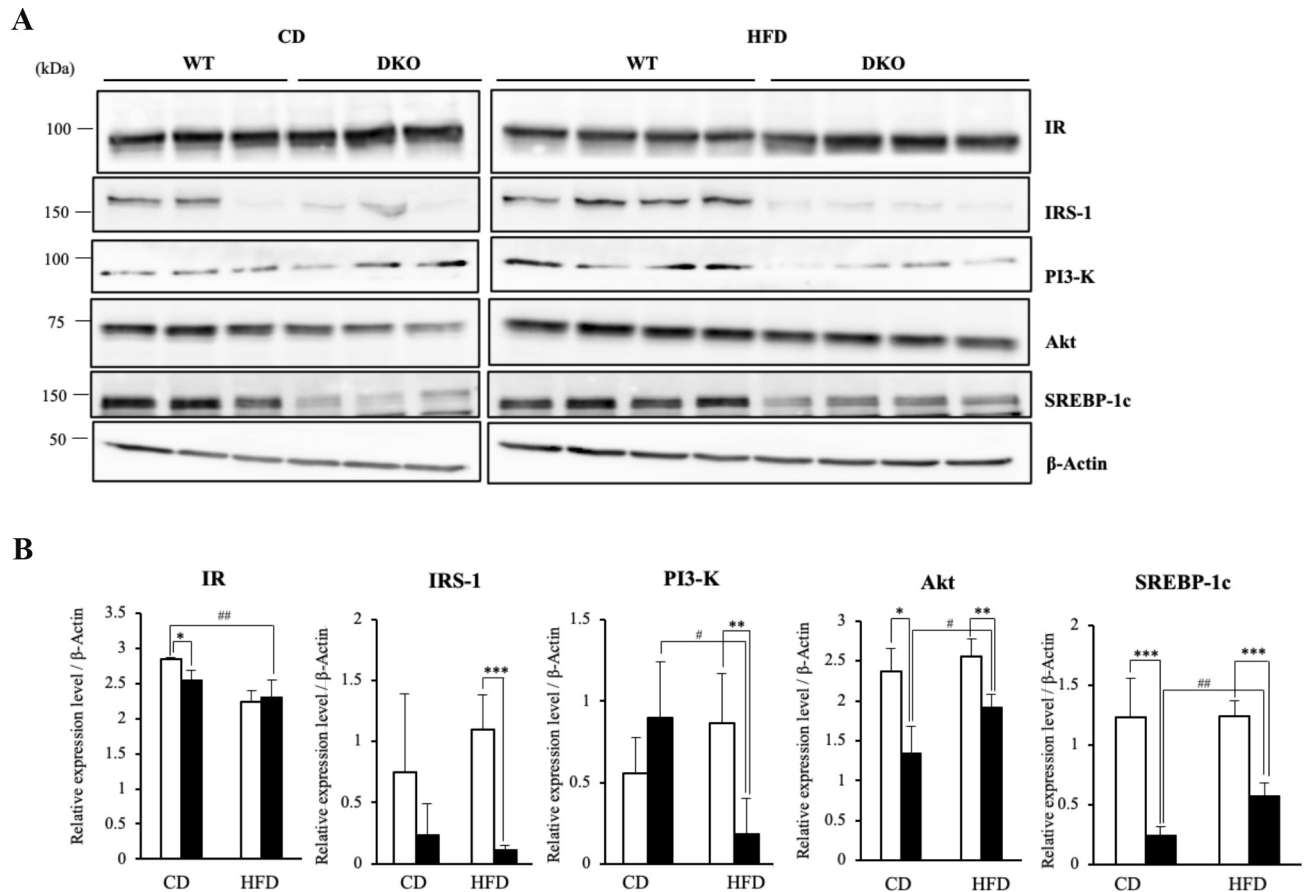 A
CD HFD
(kDa) WT DKO WT DKO
100 IR
150 IRS-1
100 PI3-K
75 Akt
150 SREBP-1c
50 β-Actin
B
IR IRS-1 PI3-K Akt SREBP-1c
Relative expression level / β-Actin
3.5
3
2.5
2
1.5
1
0.5
0
*
##
CD HFD
Relative expression level / β-Actin
2
1.5
1
0.5
0
***
CD HFD
Relative expression level / β-Actin
1.5
1
0.5
0
#
**
CD HFD
Relative expression level / β-Actin
3
2.5
2
1.5
1
0.5
0
*
#
**
CD HFD
Relative expression level / β-Actin
2
1.5
1
0.5
0
***
##
***
CD HFD